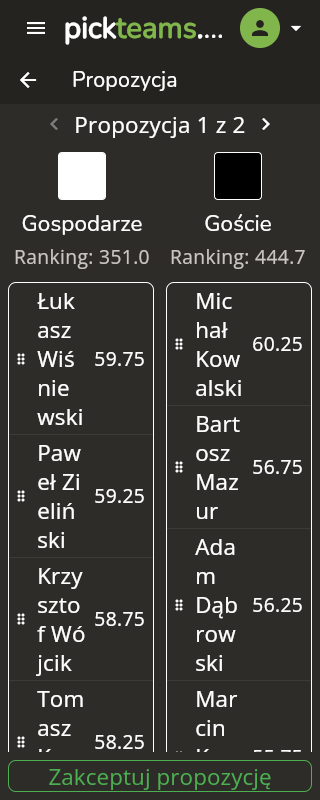 pickteams....
Propozycja
Propozycja 1 z 2
Gospodarze
Goście
Ranking: 351.0
Ranking: 444.7
Łuk
asz
Wiś
nie
wski
59.75
Paw
eł Zi
eliń
ski
59.25
Krzy
szto
f Wó
jcik
58.75
Tom
asz
58.25
Mic
hał
Kow
alski
60.25
Bart
osz
Maz
ur
56.75
Ada
m
Dąb
row
ski
56.25
Mar
cin
Zakceptuj propozycję